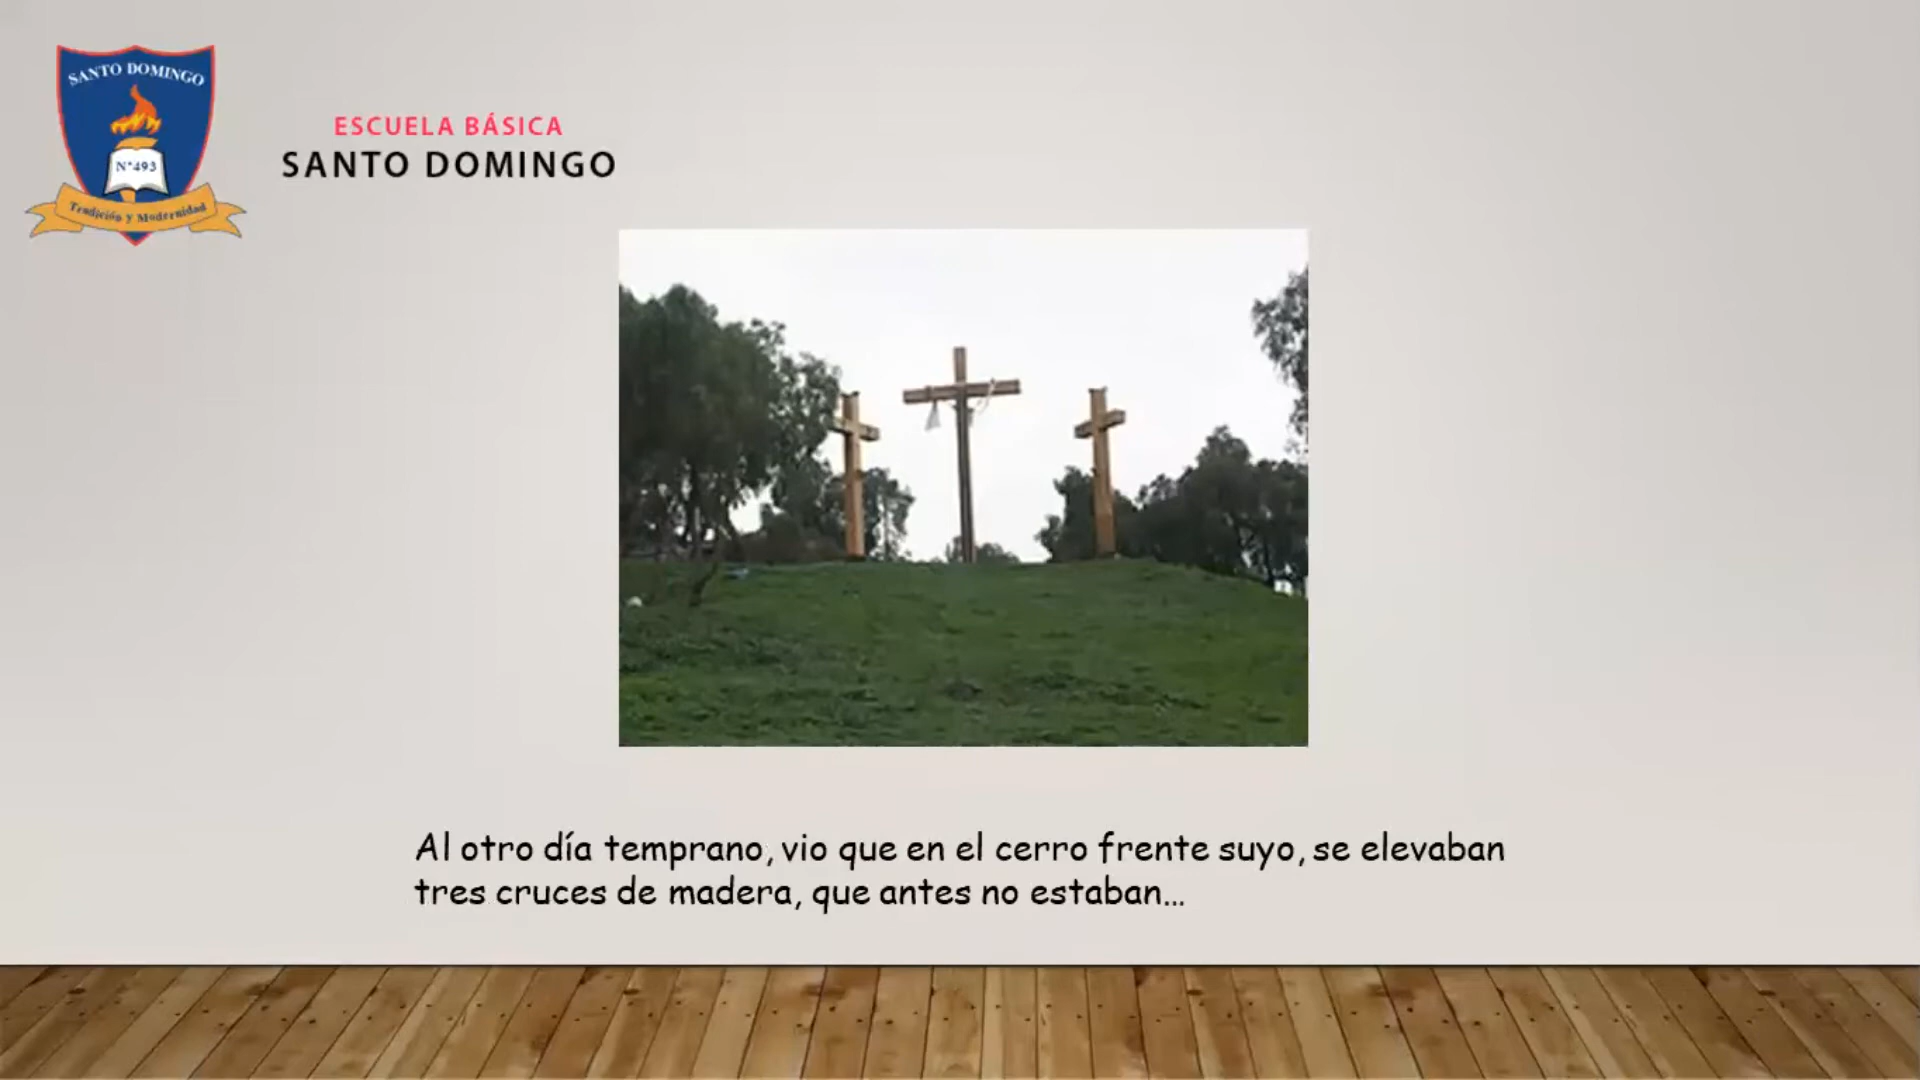 SANTO DOMINGO
N°493
Tradición y Modernidad
ESCUELA BÁSICA
SANTO DOMINGO
Al otro día temprano, vio que en el cerro frente suyo, se elevaban
tres cruces de madera, que antes no estaban...